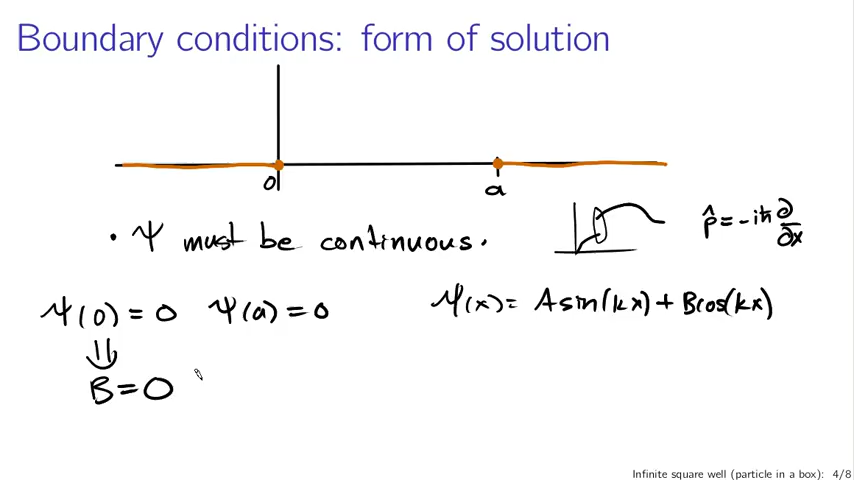 Boundary conditions: form of solution
0
a
• Ψ must be continuous.
p̂ = -iħ ∂/∂x
Ψ(0) = 0   Ψ(a) = 0
Ψ(x) = A sin(kx) + B cos(kx)
⇓
B = 0
Infinite square well (particle in a box): 4/8